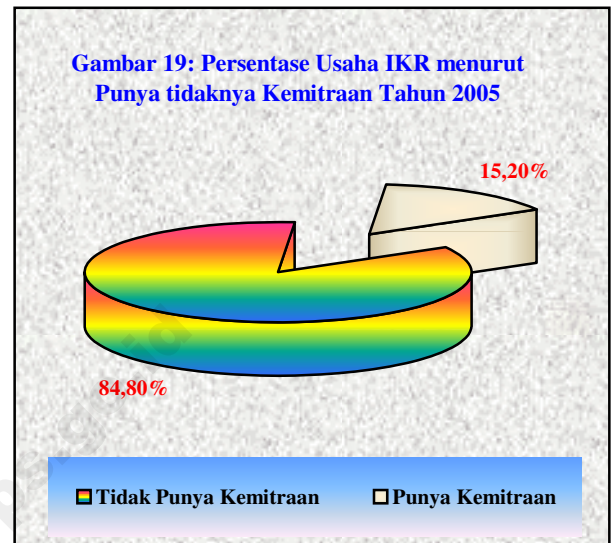 Gambar 19: Persentase Usaha IKR menurut
Punya tidaknya Kemitraan Tahun 2005
15,20%
84,80%
Tidak Punya Kemitraan
Punya Kemitraan